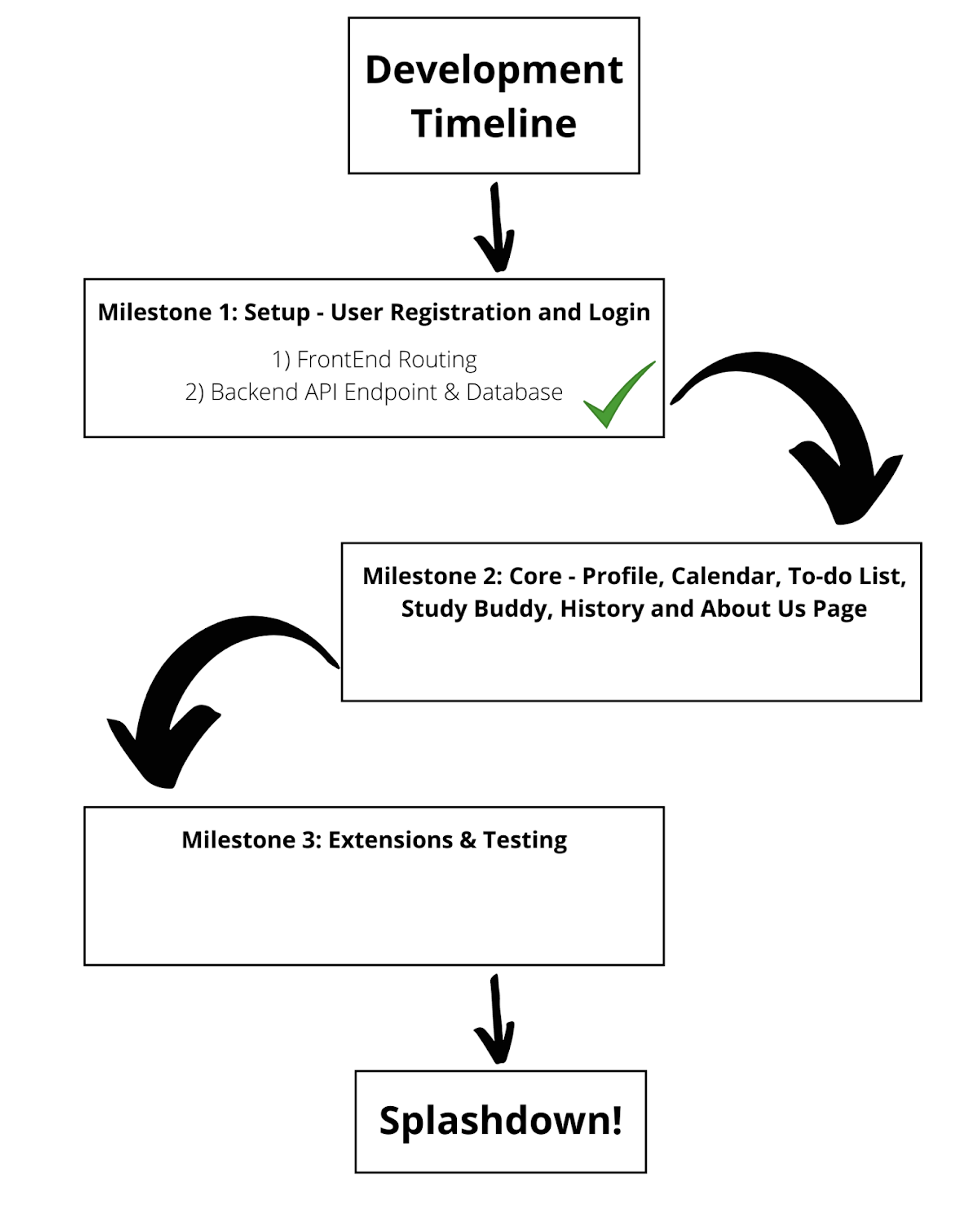 Development
Timeline
Milestone 1: Setup - User Registration and Login
1) FrontEnd Routing
2) Backend API Endpoint & Database
Milestone 2: Core - Profile, Calendar, To-do List,
Study Buddy, History and About Us Page
Milestone 3: Extensions & Testing
Splashdown!